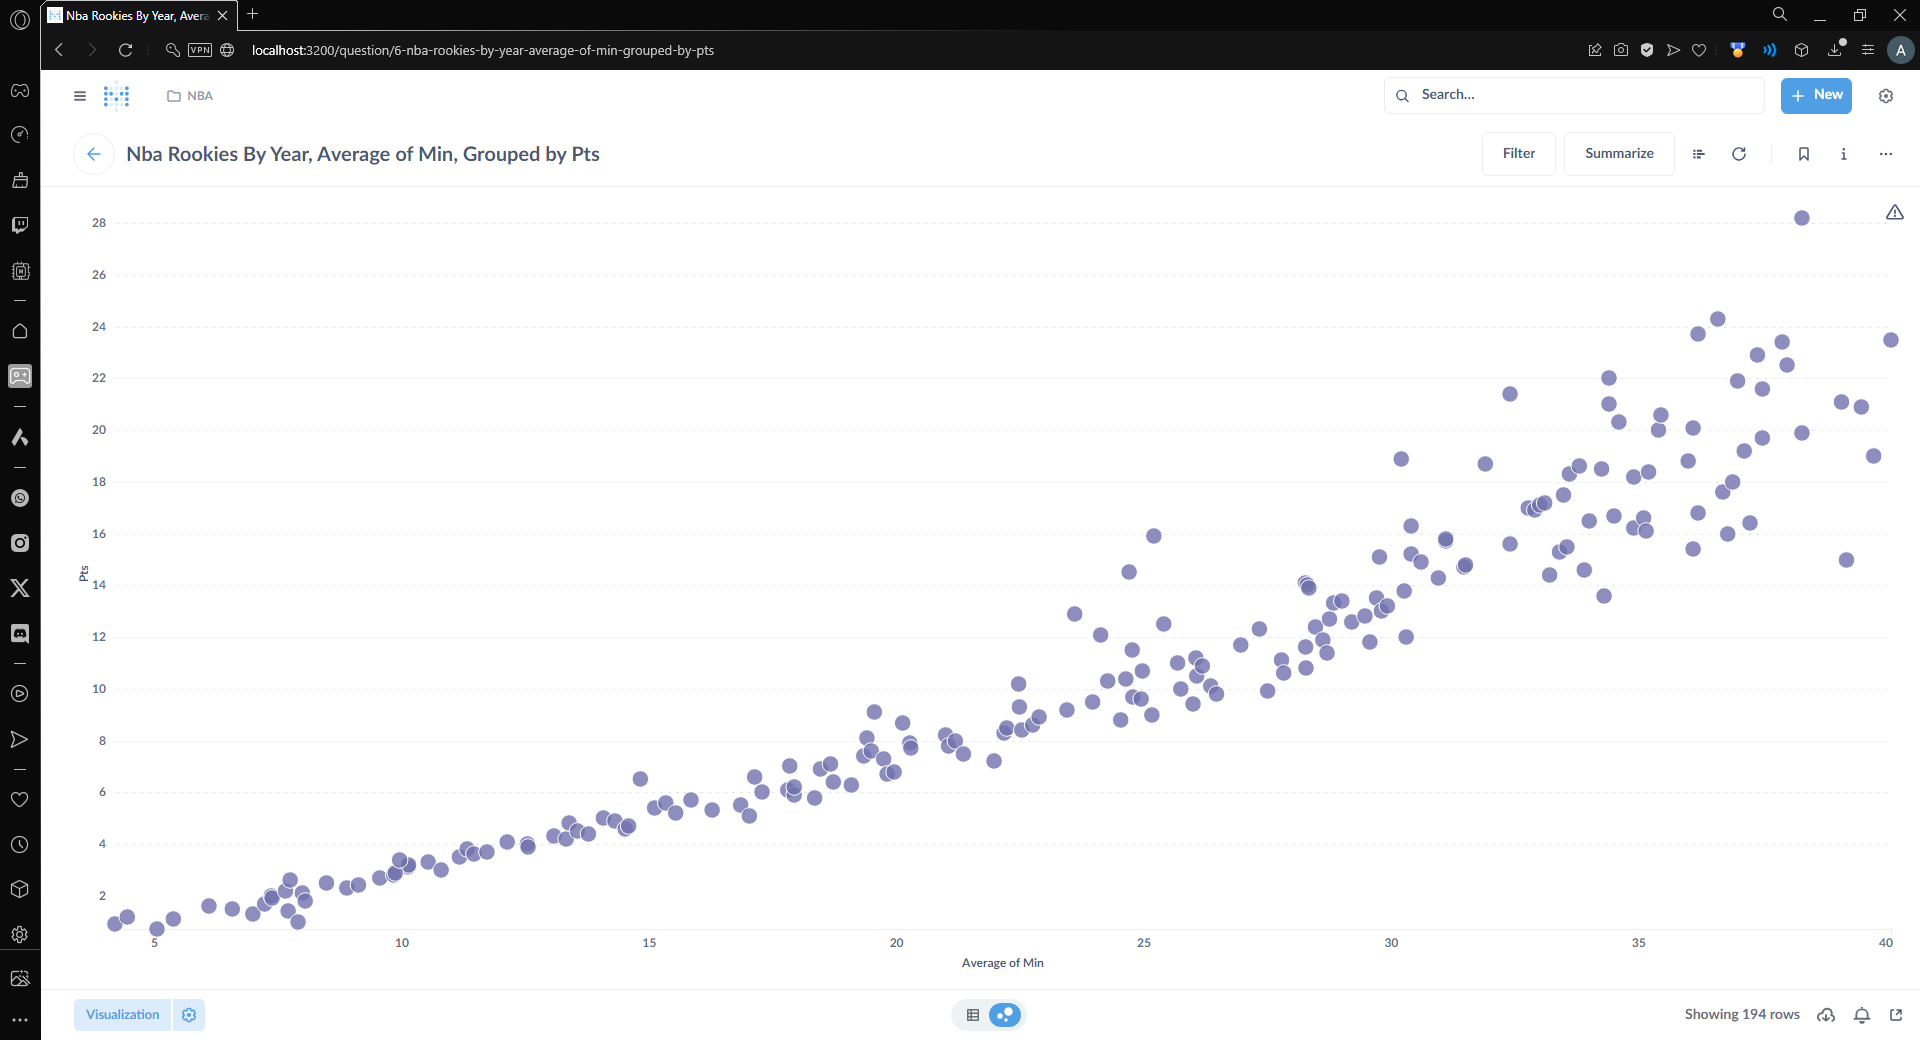 Nba Rookies By Year, Avera
VPN
localhost:3200/question/6-nba-rookies-by-year-average-of-min-grouped-by-pts
A
NBA
Search...
+ New
Nba Rookies By Year, Average of Min, Grouped by Pts
Filter
Summarize
28
26
24
22
20
18
16
14
12
10
8
6
4
2
Pts
5 10 15 20 25 30 35 40
Average of Min
Visualization
Showing 194 rows